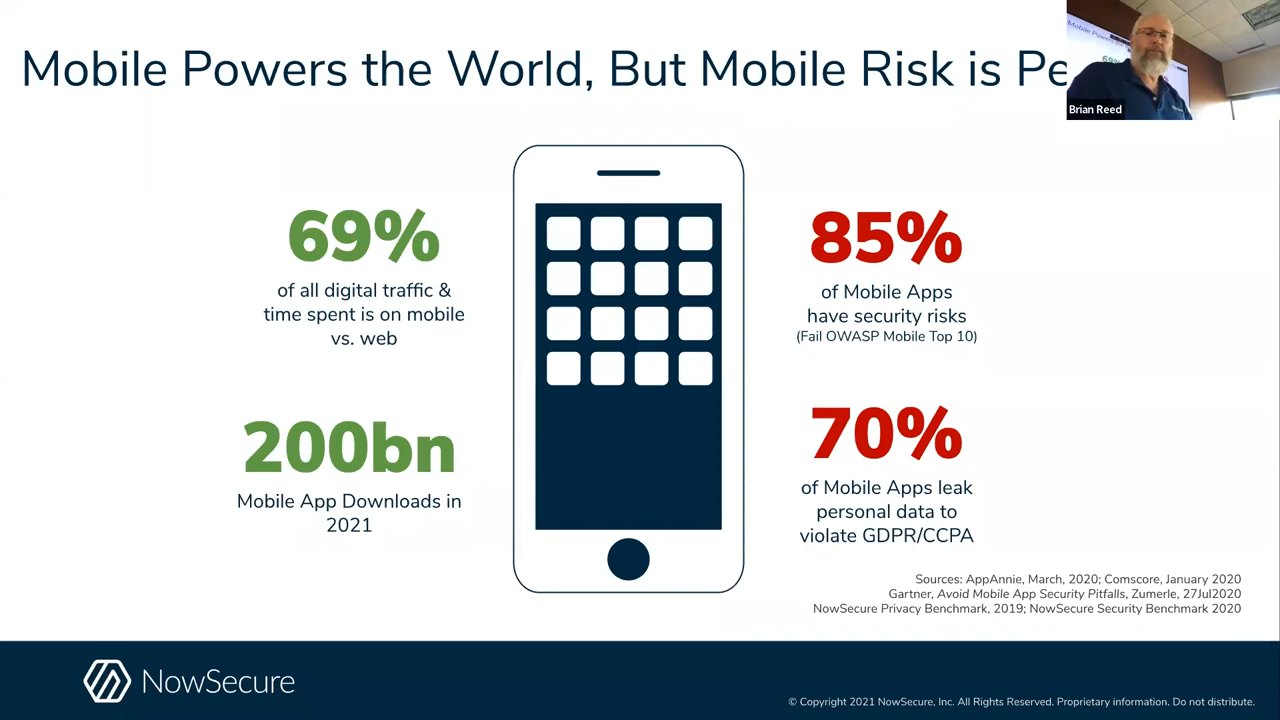 Mobile Powers the World, But Mobile Risk is Pe
Brian Reed
69%
of all digital traffic &
time spent is on mobile
vs. web
200bn
Mobile App Downloads in
2021
85%
of Mobile Apps
have security risks
(Fail OWASP Mobile Top 10)
70%
of Mobile Apps leak
personal data to
violate GDPR/CCPA
Sources: AppAnnie, March, 2020; Comscore, January 2020
Gartner, Avoid Mobile App Security Pitfalls, Zumerle, 27Jul2020
NowSecure Privacy Benchmark, 2019; NowSecure Security Benchmark 2020
NowSecure
© Copyright 2021 NowSecure, Inc. All Rights Reserved. Proprietary information. Do not distribute.